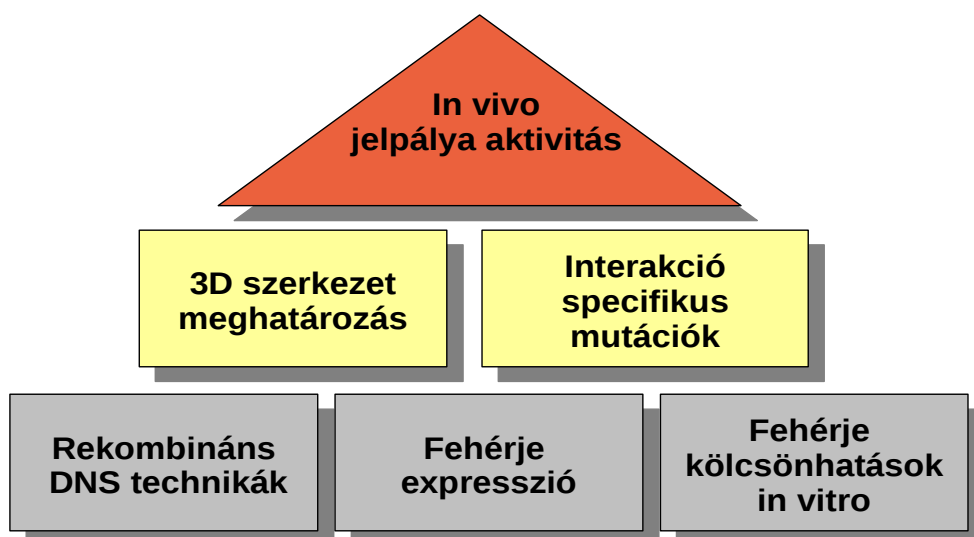 In vivo
jelpálya aktivitás
3D szerkezet
meghatározás
Interakció
specifikus
mutációk
Rekombináns
DNS technikák
Fehérje
expresszió
Fehérje
kölcsönhatások
in vitro